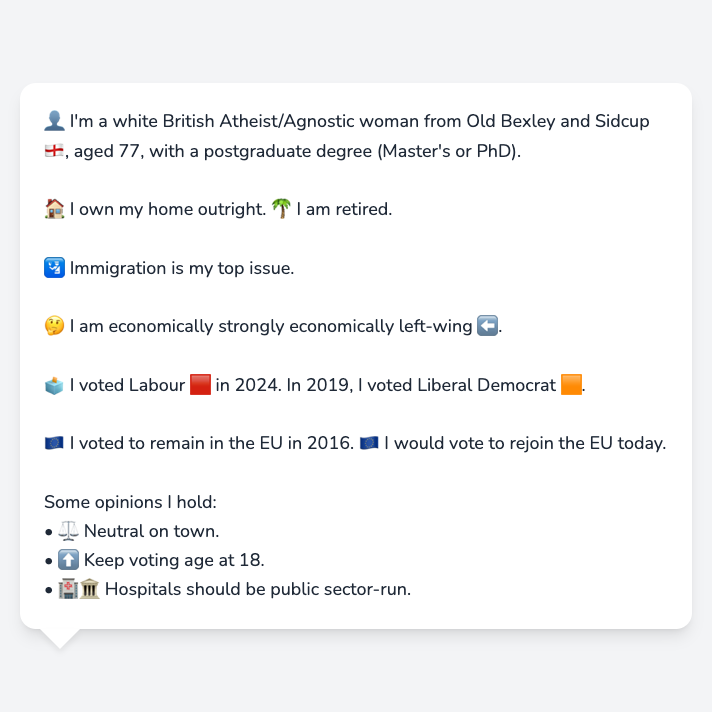 👤 I'm a white British Atheist/Agnostic woman from Old Bexley and Sidcup
🏴󠁧󠁢󠁥󠁮󠁧󠁿, aged 77, with a postgraduate degree (Master's or PhD).
🏠 I own my home outright. 🌴 I am retired.
🛂 Immigration is my top issue.
🤔 I am economically strongly economically left-wing ⬅️.
🗳️ I voted Labour 🟥 in 2024. In 2019, I voted Liberal Democrat 🟧.
🇪🇺 I voted to remain in the EU in 2016. 🇪🇺 I would vote to rejoin the EU today.
Some opinions I hold:
• ⚖️ Neutral on town.
• ⬆️ Keep voting age at 18.
• 🏥🏛️ Hospitals should be public sector-run.